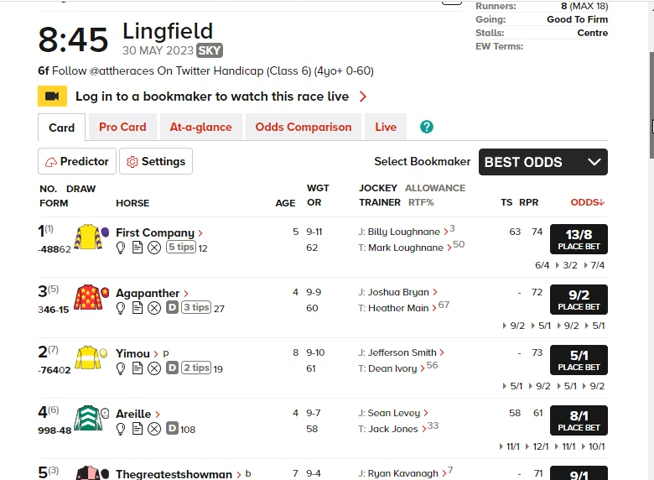 Runners: 8 (MAX 18)
8:45 Lingfield
Going: Good To Firm
Stalls: Centre
30 MAY 2023 SKY
EW Terms:
6f Follow @attheraces On Twitter Handicap (Class 6) (4yo+ 0-60)
Log in to a bookmaker to watch this race live >
Card Pro Card At-a-glance Odds Comparison Live ?
Predictor Settings Select Bookmaker BEST ODDS
NO. DRAW WGT JOCKEY ALLOWANCE
FORM HORSE AGE OR TRAINER RTF% TS RPR ODDS↓
1(1) First Company > 5 9-11 J: Billy Loughnane >3 63 74 13/8
-48862 5 tips 12 62 T: Mark Loughnane >50 PLACE BET
6/4 ▸ 3/2 ▸ 7/4
3(5) Agapanther > 4 9-9 J: Joshua Bryan > - 72 9/2
346-15 D 3 tips 27 60 T: Heather Main >67 PLACE BET
▸ 9/2 ▸ 5/1 ▸ 9/2 ▸ 5/1
2(7) Yimou > p 8 9-10 J: Jefferson Smith > - 73 5/1
-76402 D 2 tips 19 61 T: Dean Ivory >56 PLACE BET
▸ 5/1 ▸ 9/2 ▸ 5/1 ▸ 9/2
4(6) Areille > 4 9-7 J: Sean Levey > 58 61 8/1
998-48 D 108 58 T: Jack Jones >33 PLACE BET
▸ 11/1 ▸ 12/1 ▸ 11/1 ▸ 10/1
5(3) Thegreatestshowman > b 7 9-4 J: Ryan Kavanagh >7 - 71 9/1